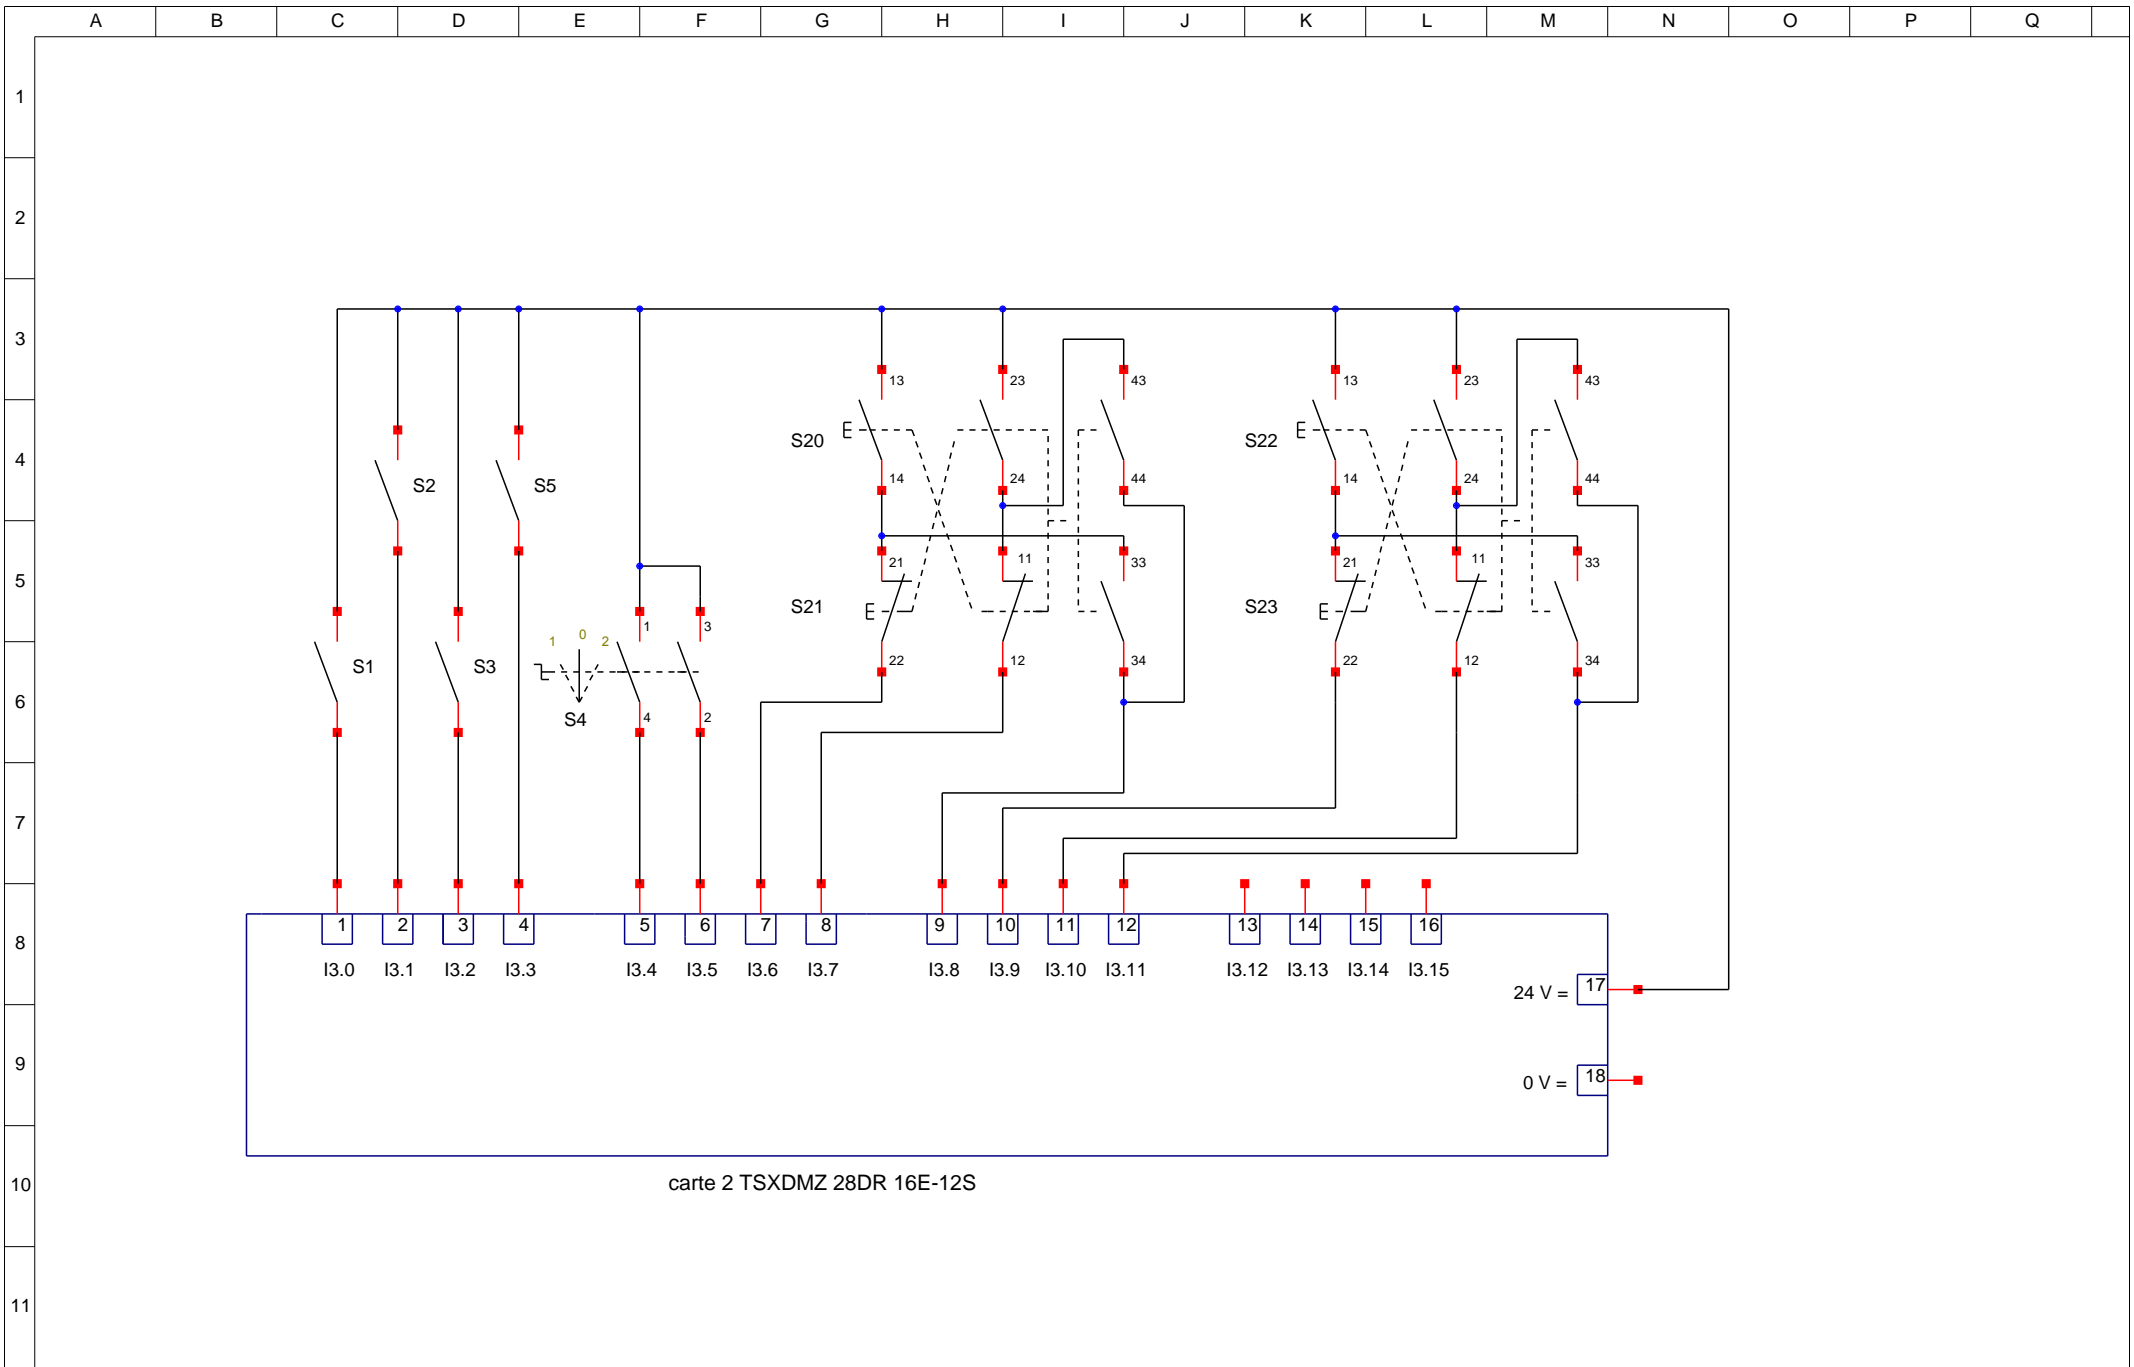 A B C D E F G H I J K L M N O P Q
1
2
3
13 23 43 13 23 43
4
S20 S22
14 24 44 14 24 44
S2 S5
5
21 11 33 21 11 33
S21 S23
1 0 2 1 3
22 12 34 22 12 34
S1 S3
6
S4 4 2
7
8
1 2 3 4 5 6 7 8 9 10 11 12 13 14 15 16
I3.0 I3.1 I3.2 I3.3 I3.4 I3.5 I3.6 I3.7 I3.8 I3.9 I3.10 I3.11 I3.12 I3.13 I3.14 I3.15
24 V = 17
9
0 V = 18
10
carte 2 TSXDMZ 28DR 16E-12S
11